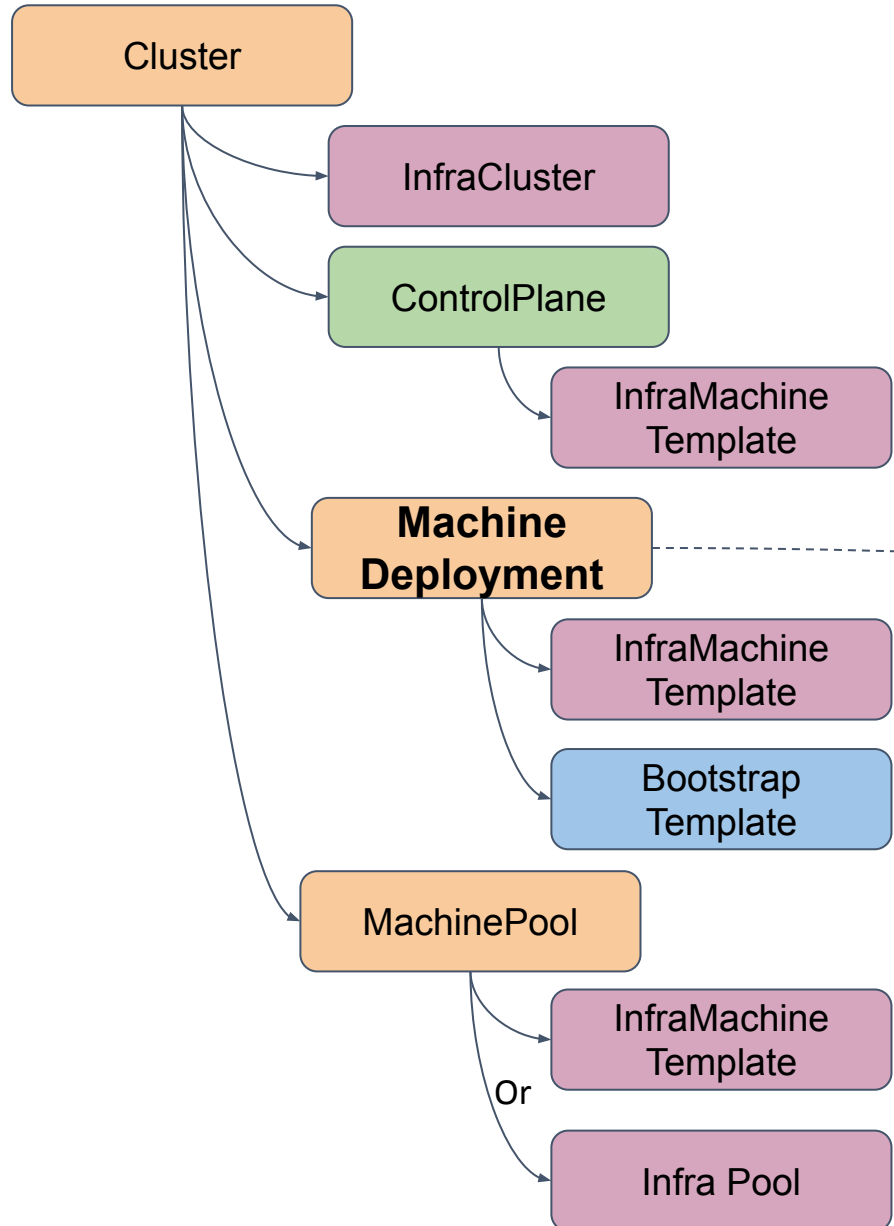 Cluster
InfraCluster
ControlPlane
InfraMachine
Template
Machine
Deployment
InfraMachine
Template
Bootstrap
Template
MachinePool
InfraMachine
Template
Or
Infra Pool